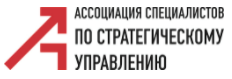 АССОЦИАЦИЯ СПЕЦИАЛИСТОВ
ПО СТРАТЕГИЧЕСКОМУ
УПРАВЛЕНИЮ